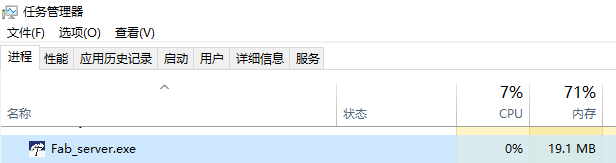 任务管理器
文件(F) 选项(O) 查看(V)
进程 性能 应用历史记录 启动 用户 详细信息 服务
7% 71%
名称 状态 CPU 内存
Fab_server.exe 0% 19.1 MB